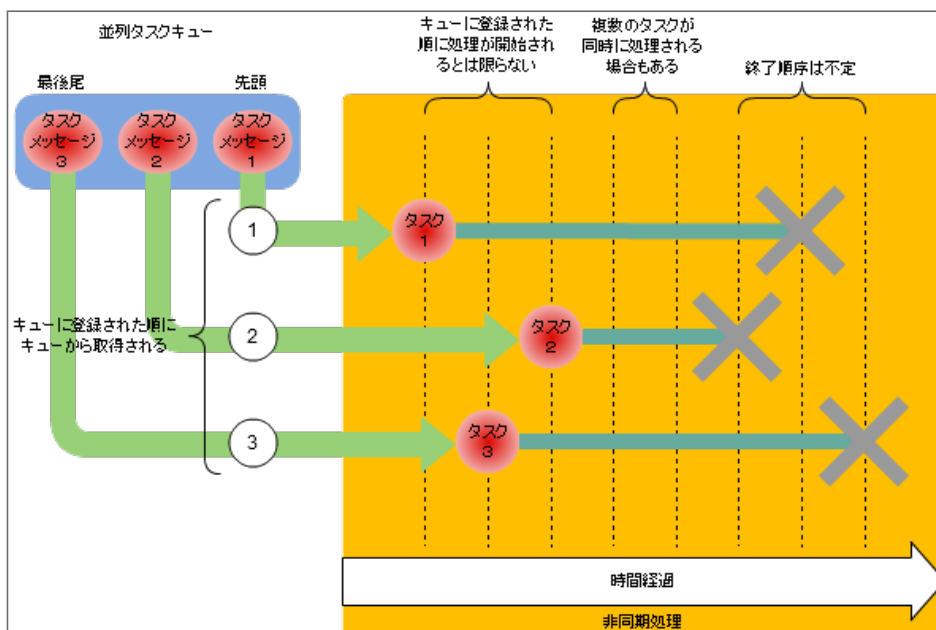 並列タスクキュー
キューに登録された
順に処理が開始され
るとは限らない
複数のタスクが
同時に処理される
場合もある
終了順序は不定
最後尾
先頭
タスク
メッセージ
3
タスク
メッセージ
2
タスク
メッセージ
1
1
タスク
1
キューに登録された順に
キューから取得される
2
タスク
2
3
タスク
3
時間経過
非同期処理